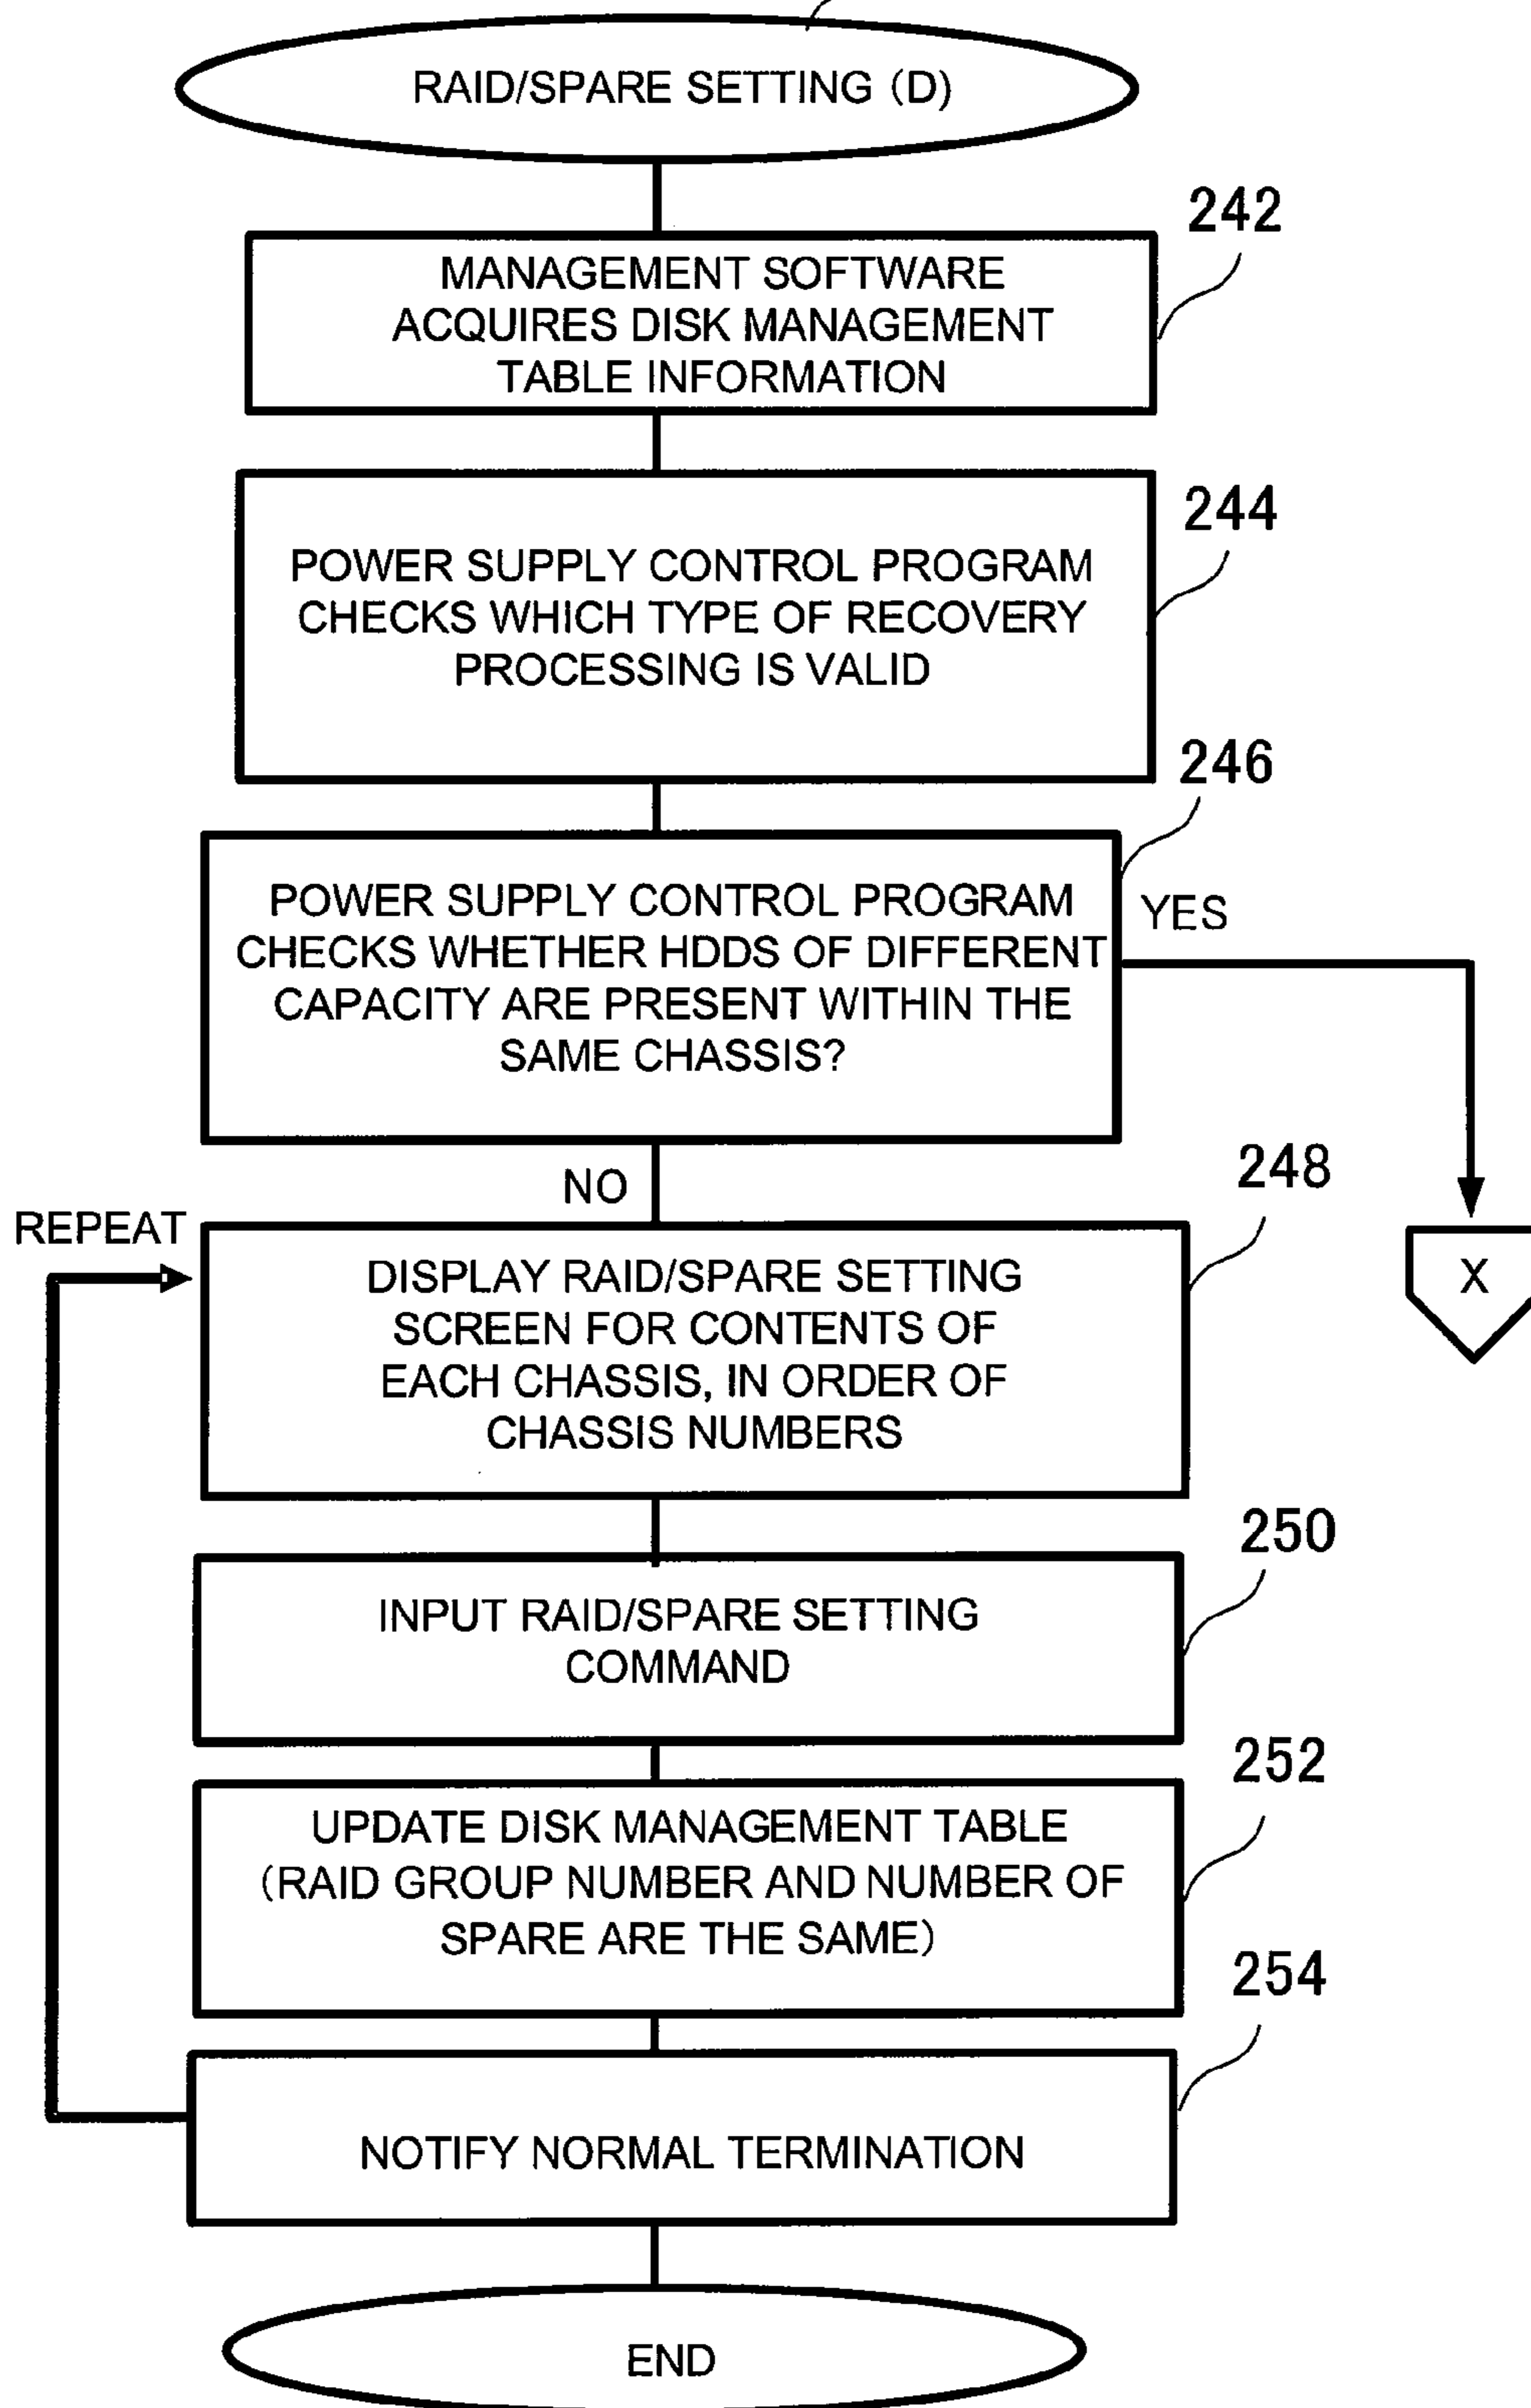 RAID/SPARE SETTING (D)
242
MANAGEMENT SOFTWARE
ACQUIRES DISK MANAGEMENT
TABLE INFORMATION
244
POWER SUPPLY CONTROL PROGRAM
CHECKS WHICH TYPE OF RECOVERY
PROCESSING IS VALID
246
POWER SUPPLY CONTROL PROGRAM
CHECKS WHETHER HDDS OF DIFFERENT
CAPACITY ARE PRESENT WITHIN THE
SAME CHASSIS?
YES
NO
X
REPEAT
248
DISPLAY RAID/SPARE SETTING
SCREEN FOR CONTENTS OF
EACH CHASSIS, IN ORDER OF
CHASSIS NUMBERS
250
INPUT RAID/SPARE SETTING
COMMAND
252
UPDATE DISK MANAGEMENT TABLE
(RAID GROUP NUMBER AND NUMBER OF
SPARE ARE THE SAME)
254
NOTIFY NORMAL TERMINATION
END